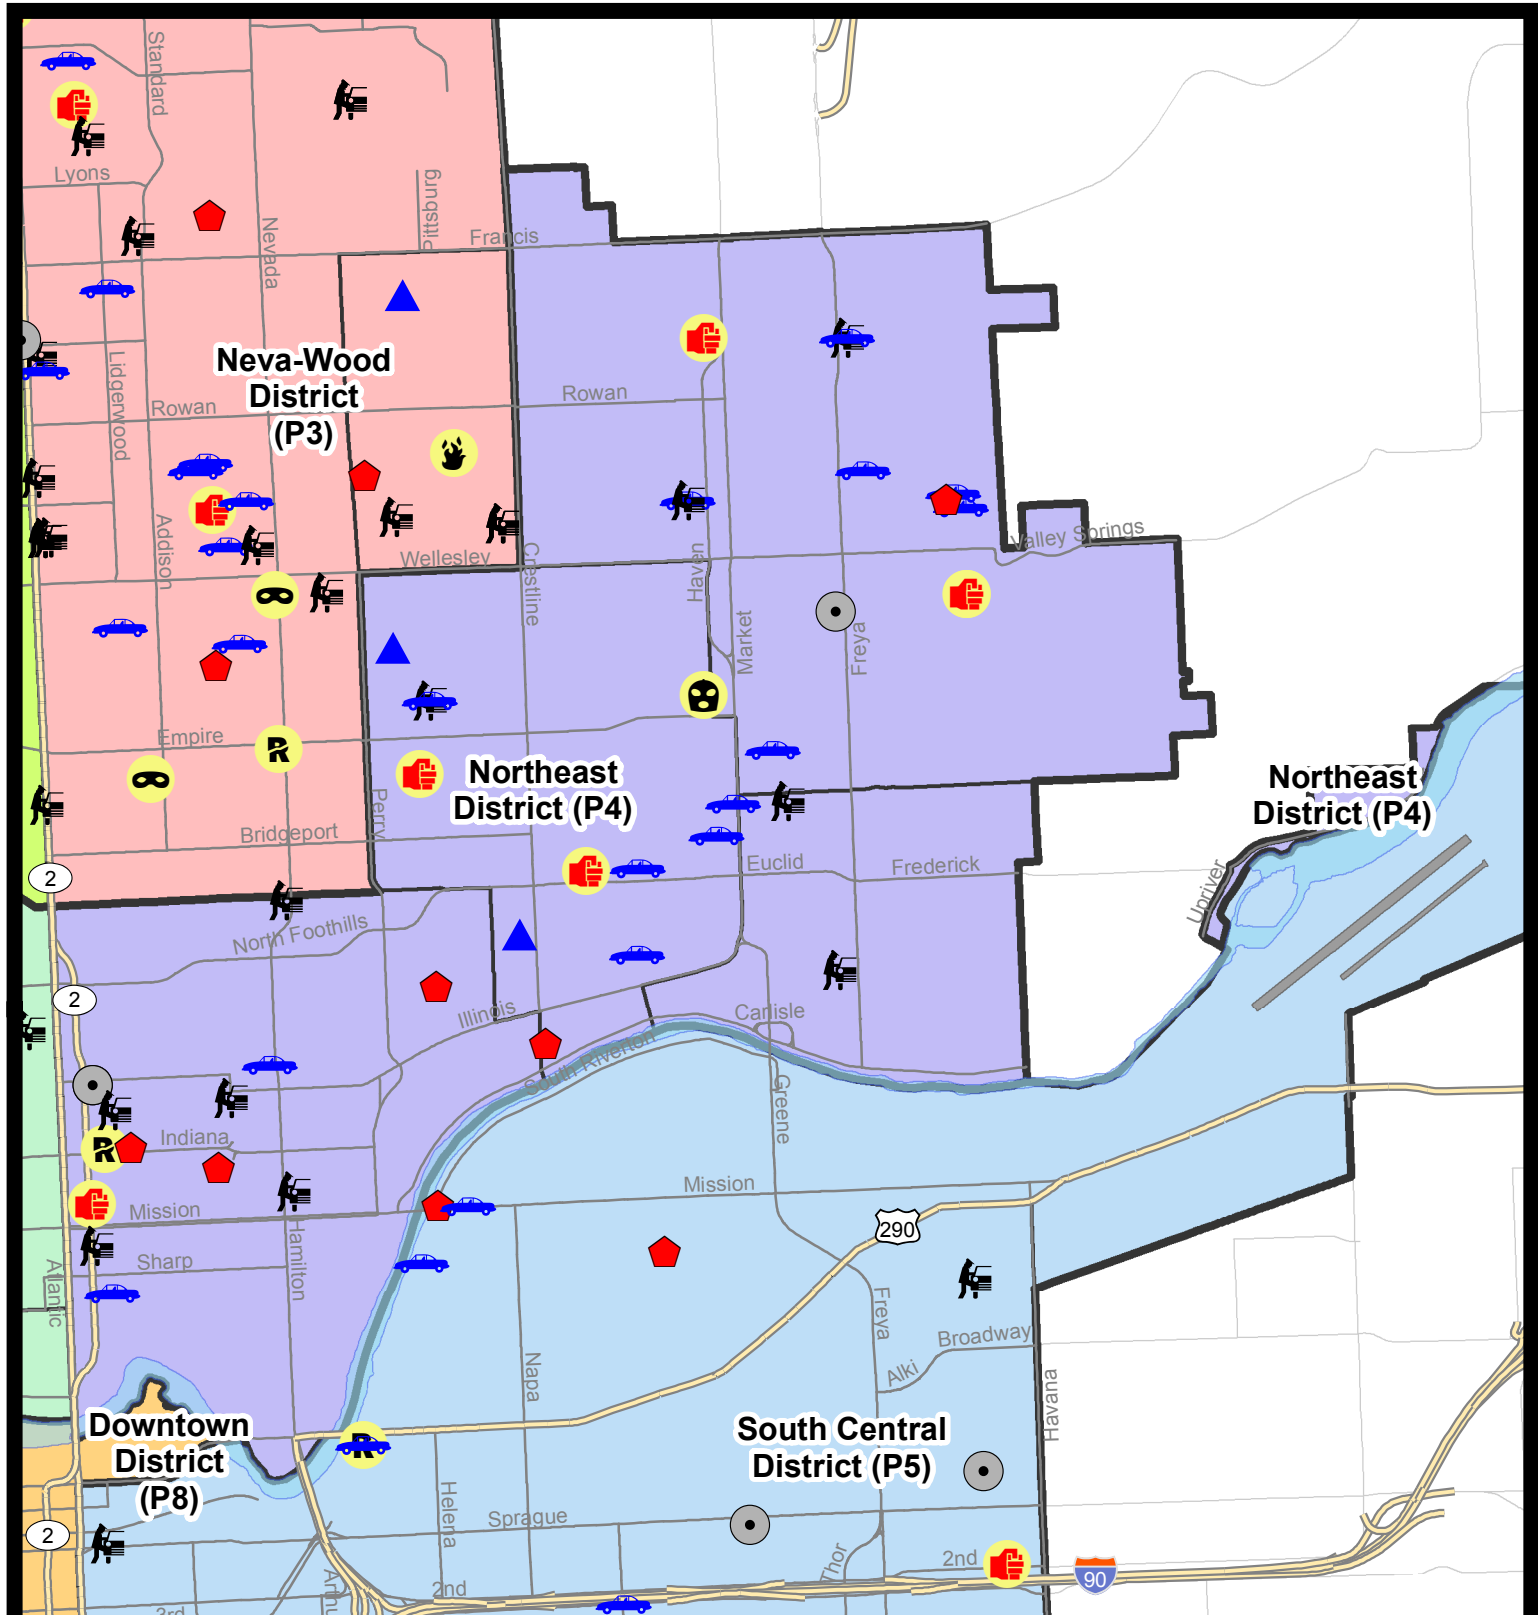 Standard
Lyons
Pittsburg
Nevada
Francis
Neva-Wood
District
(P3)
Lidgerwood
Rowan
Rowan
Addison
Wellesley
Crestline
Haven
Valley Springs
Market
Freya
Empire
Perry
Northeast
District (P4)
Northeast
District (P4)
Bridgeport
Euclid
Frederick
Upriver
2
North Foothills
2
Illinois
Carlisle
South Riverton
Greene
Indiana
Mission
Mission
290
Sharp
Hamilton
Atlantic
Freya
Broadway
Alki
Napa
Havana
Downtown
District
(P8)
R
R
R
South Central
District (P5)
Helena
Sprague
2
Thor
2nd
2nd
90
3rd